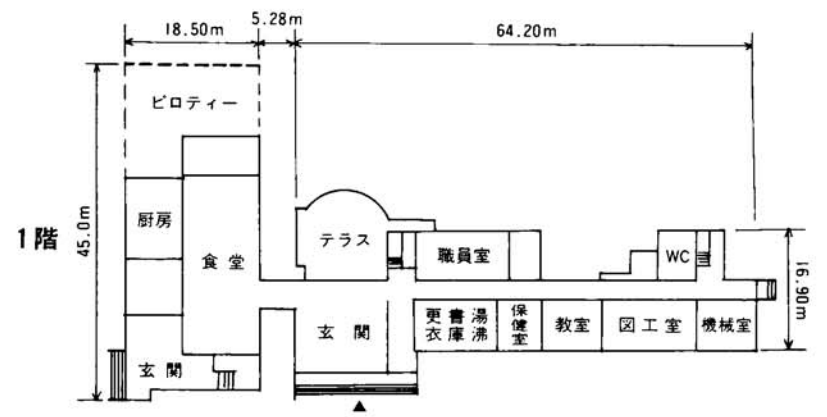 18.50m
5.28m
64.20m
ピロティー
1階
45.0m
厨房
食堂
テラス
職員室
WC
16.90m
玄関
更衣
書庫
湯沸
保健室
教室
図工室
機械室
玄関